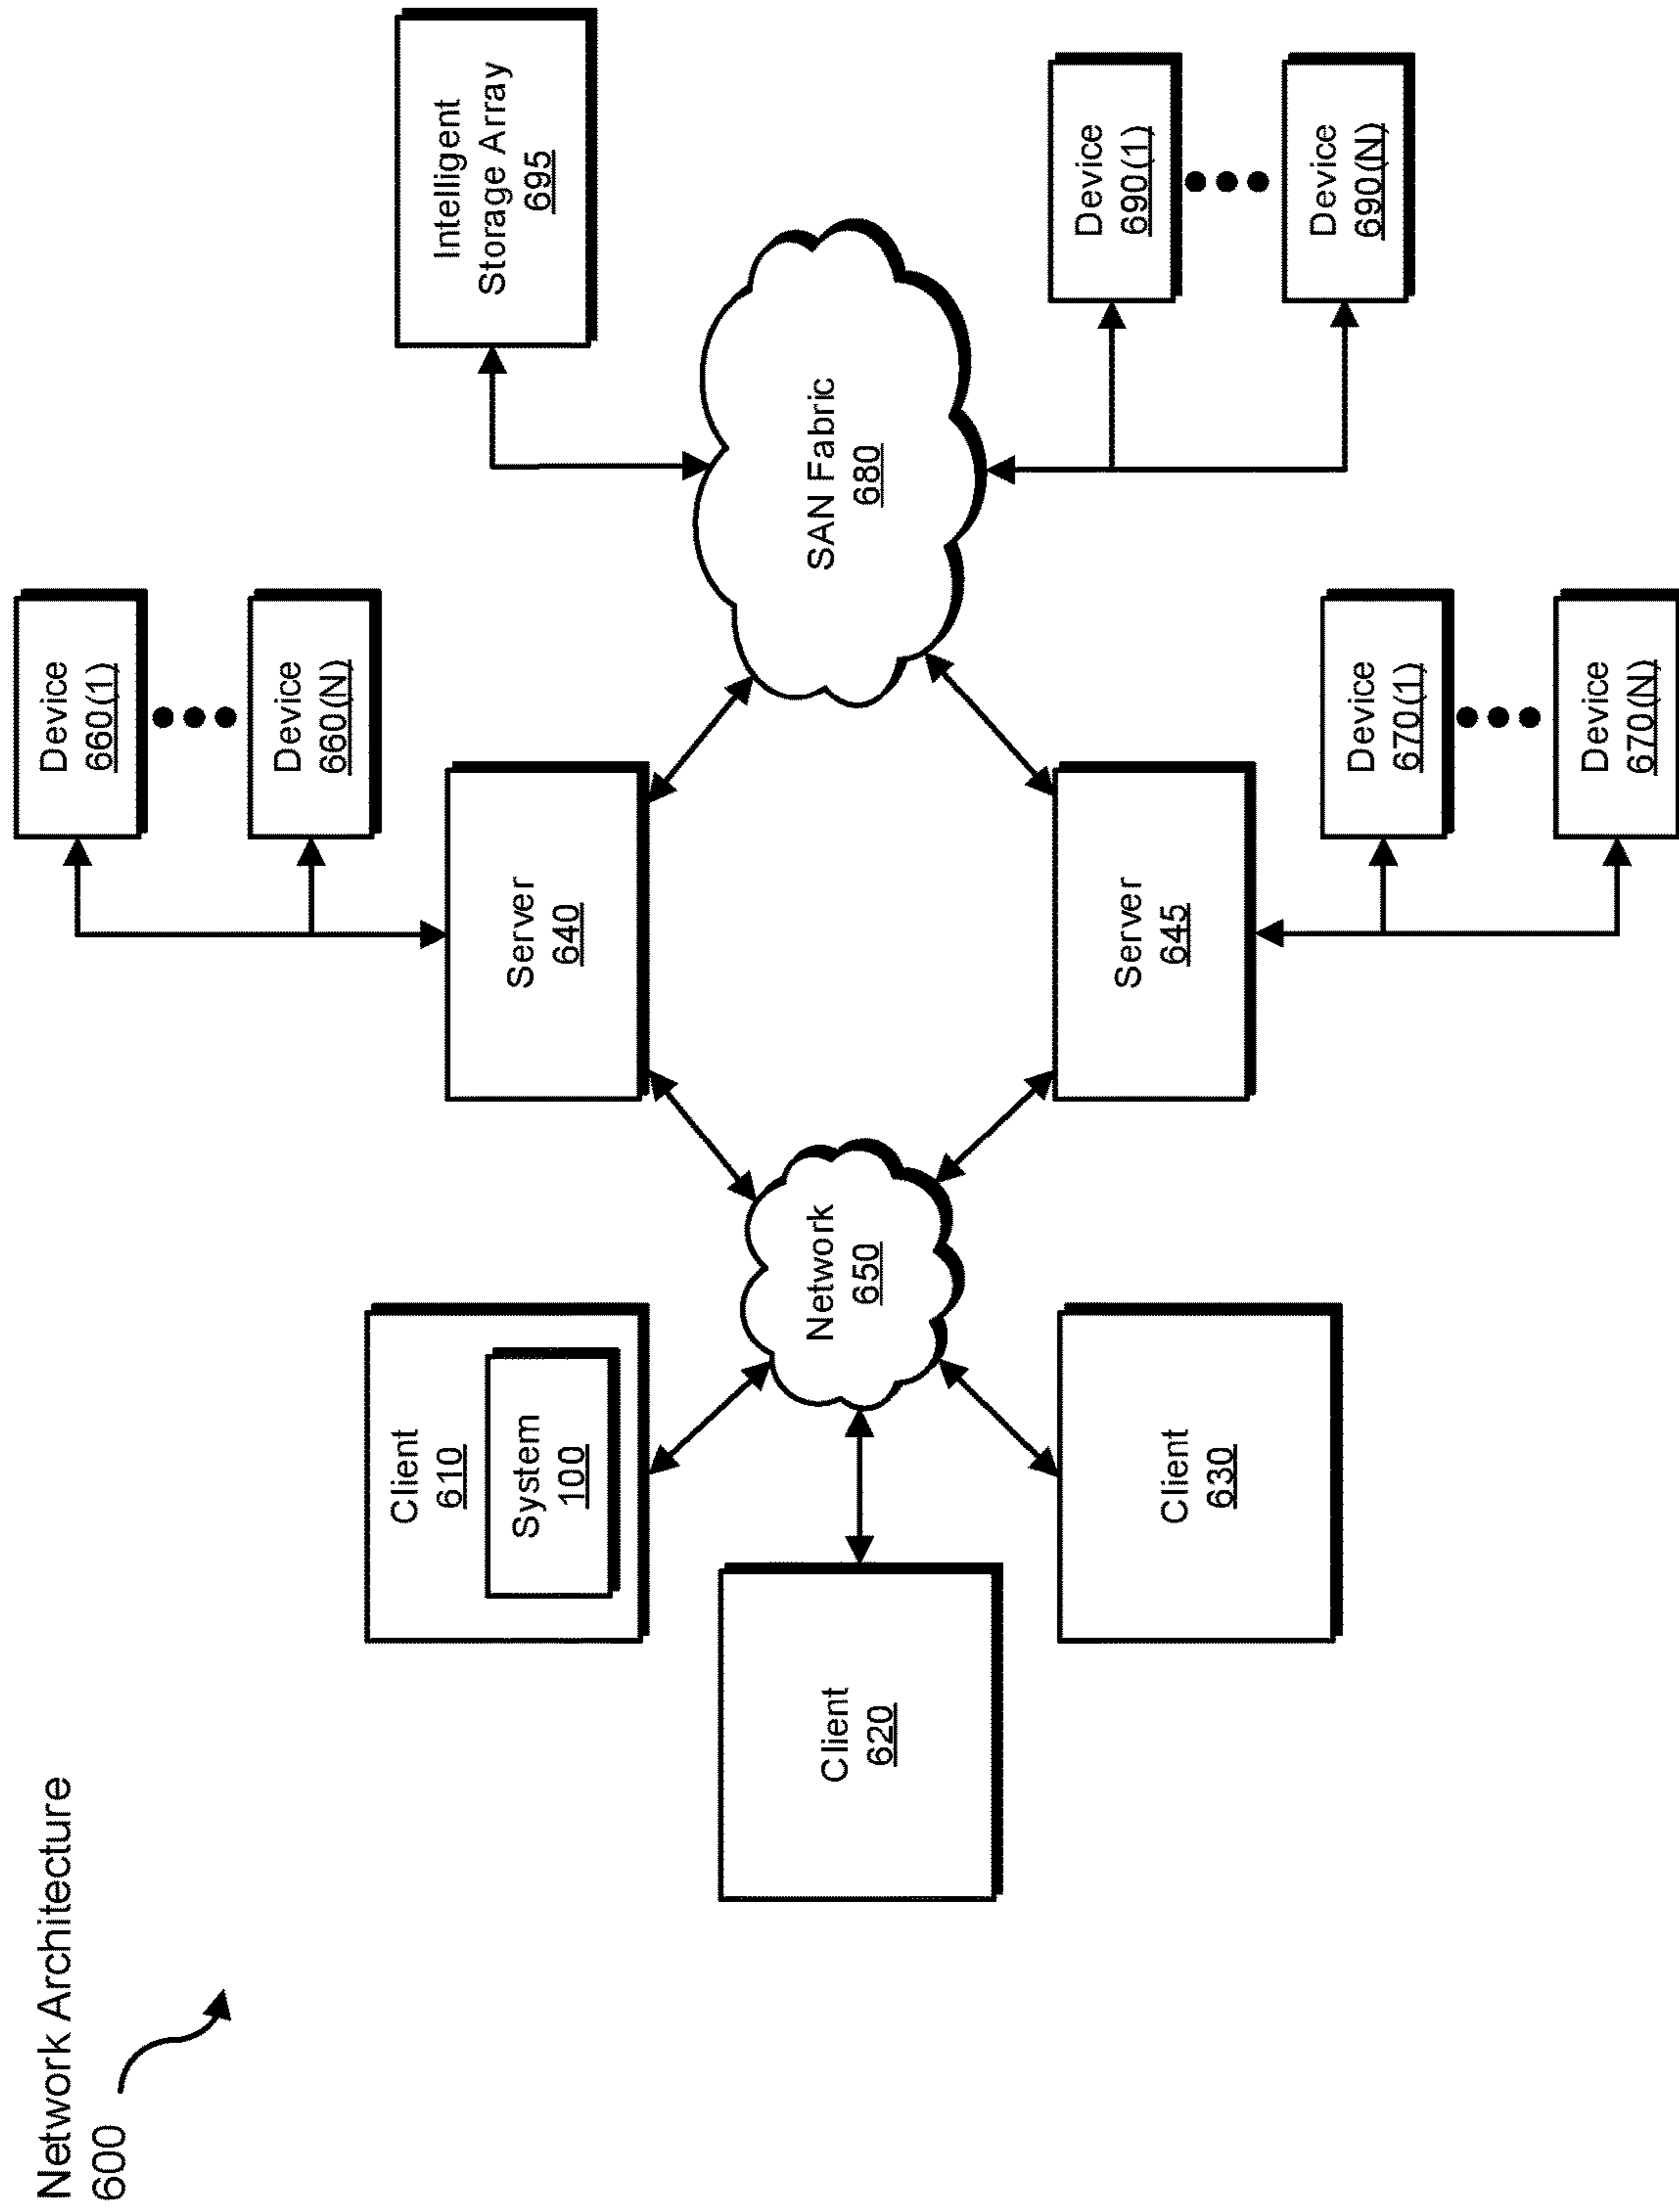 Network Architecture
600
Client
610
System
100
Client
620
Client
630
Network
650
Server
640
Server
645
Device
660(1)
Device
660(N)
Device
670(1)
Device
670(N)
SAN Fabric
680
Intelligent
Storage Array
695
Device
690(1)
Device
690(N)